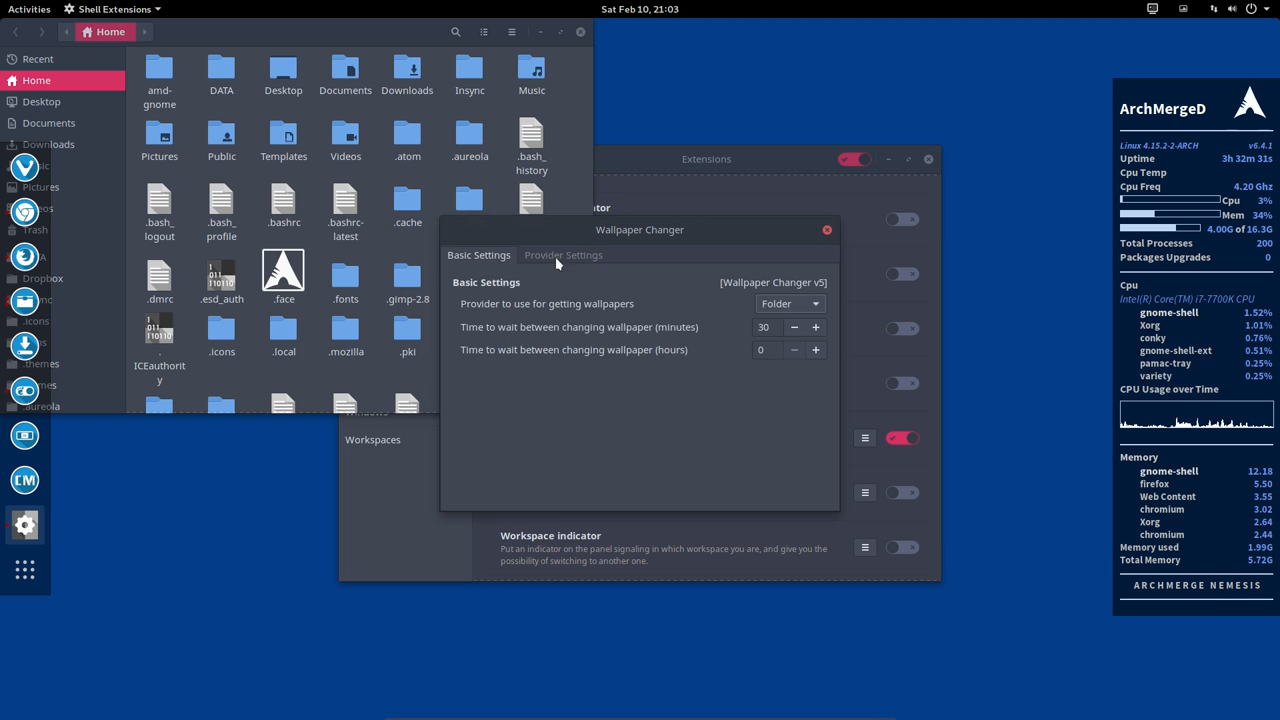 Activities
Shell Extensions
Sat Feb 10, 21:03
Home
Recent
Home
Desktop
Documents
Downloads
Pictures
Trash
Dropbox
.icons
.themes
.aureola
amd-gnome
DATA
Desktop
Documents
Downloads
Insync
Music
Pictures
Public
Templates
Videos
.atom
.aureola
.bash_history
.bash_logout
.bash_profile
.bashrc
.bashrc-latest
.cache
.dmrc
.esd_auth
.face
.fonts
.gimp-2.8
.ICEauthority
.icons
.local
.mozilla
.pki
Extensions
Workspaces
Workspace indicator
Put an indicator on the panel signaling in which workspace you are, and give you the
possibility of switching to another one.
Wallpaper Changer
Basic Settings
Provider Settings
Basic Settings
[Wallpaper Changer v5]
Provider to use for getting wallpapers
Folder
Time to wait between changing wallpaper (minutes)
30
Time to wait between changing wallpaper (hours)
0
ArchMergeD
Linux 4.15.2-2-ARCH v6.4.1
Uptime 3h 32m 31s
Cpu Temp
Cpu Freq 4.20 Ghz
Cpu 3%
Mem 34%
4.00G of 16.3G
Total Processes 227
Packages Upgrades 0
Cpu
Intel(R) Core(TM) i7-7700K CPU
gnome-shell 1.52%
Xorg 1.01%
conky 0.76%
gnome-shell-ext 0.51%
pamac-tray 0.25%
variety 0.25%
CPU Usage over Time
Memory
gnome-shell 12.18
firefox 5.50
Web Content 3.55
chromium 3.02
Xorg 2.64
chromium 2.44
Memory used 1.99G
Total Memory 5.72G
ARCHMERGE NEMESIS